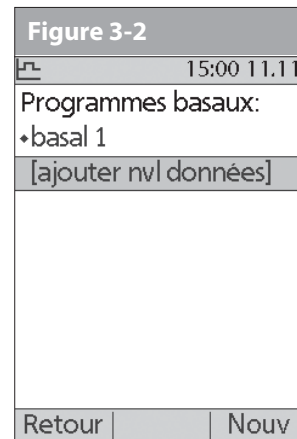 Figure 3-2
15:00 11.11
Programmes basaux:
•basal 1
[ajouter nvl données]
Retour Nouv